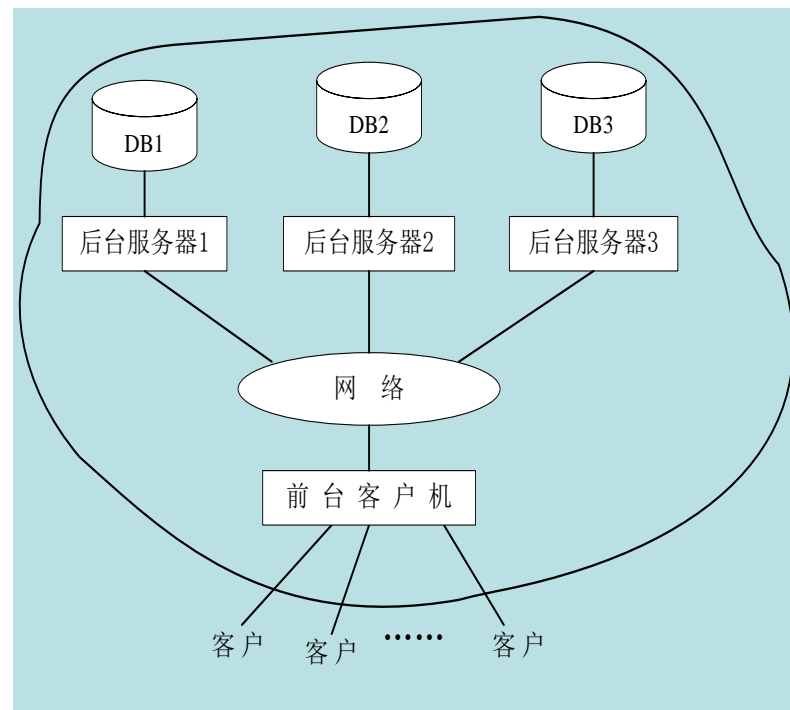 DB1
DB2
DB3
后台服务器1
后台服务器2
后台服务器3
网 络
前 台 客 户 机
客户
客户
······
客户